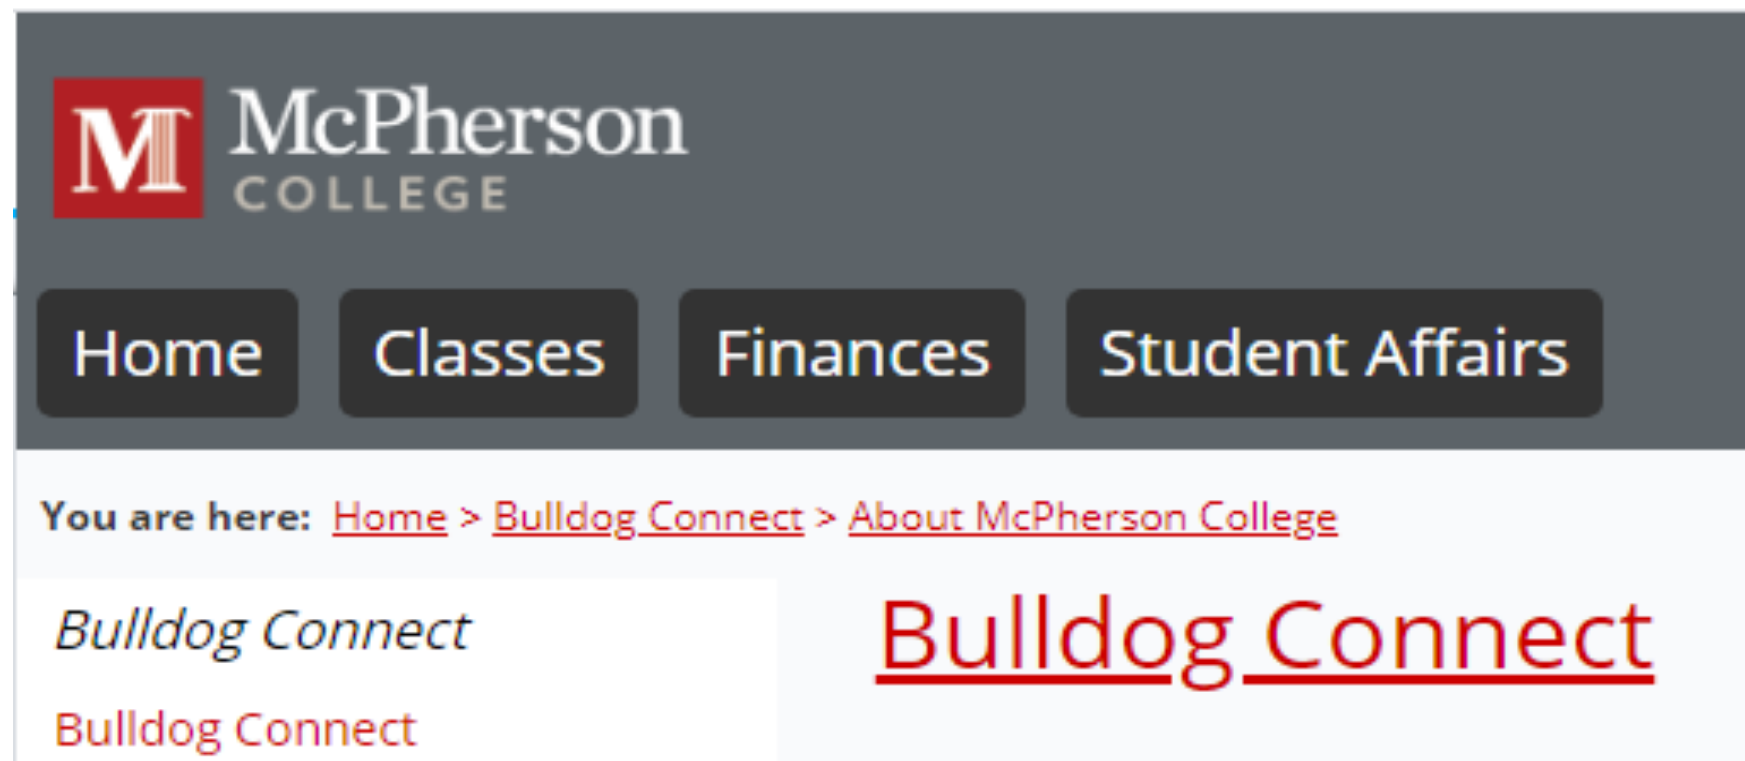 M McPherson
COLLEGE
Home Classes Finances Student Affairs
You are here: Home > Bulldog Connect > About McPherson College
Bulldog Connect
Bulldog Connect
Bulldog Connect